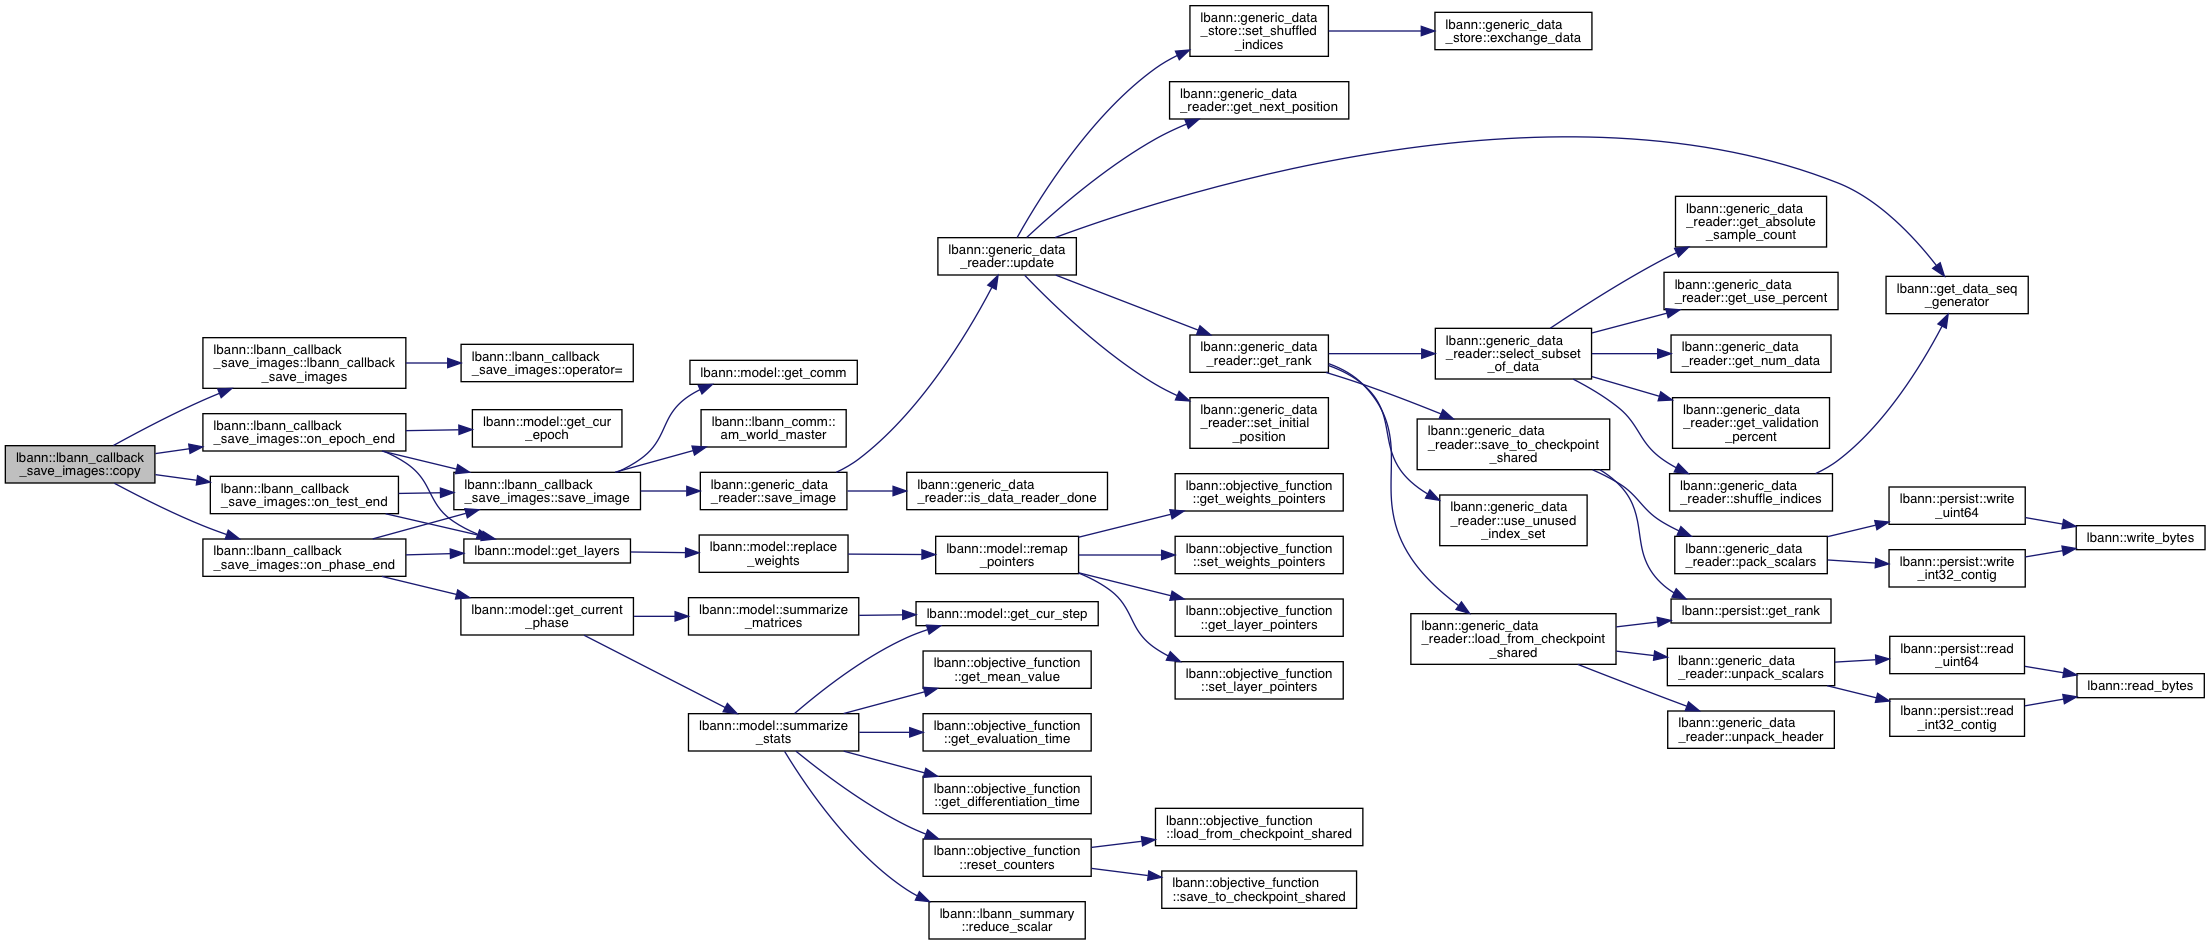 lbann::lbann_callback
_save_images::copy
lbann::lbann_callback
_save_images::lbann_callback
_save_images
lbann::lbann_callback
_save_images::on_epoch_end
lbann::lbann_callback
_save_images::on_test_end
lbann::lbann_callback
_save_images::on_phase_end
lbann::lbann_callback
_save_images::operator=
lbann::model::get_cur
_epoch
lbann::lbann_callback
_save_images::save_image
lbann::model::get_layers
lbann::model::get_current
_phase
lbann::model::get_comm
lbann::lbann_comm::
am_world_master
lbann::generic_data
_reader::save_image
lbann::model::replace
_weights
lbann::model::summarize
_matrices
lbann::model::summarize
_stats
lbann::generic_data
_reader::update
lbann::generic_data
_reader::is_data_reader_done
lbann::model::remap
_pointers
lbann::model::get_cur_step
lbann::objective_function
::get_mean_value
lbann::objective_function
::get_evaluation_time
lbann::objective_function
::get_differentiation_time
lbann::objective_function
::reset_counters
lbann::lbann_summary
::reduce_scalar
lbann::generic_data
_store::set_shuffled
_indices
lbann::generic_data
_reader::get_next_position
lbann::generic_data
_reader::get_rank
lbann::generic_data
_reader::set_initial
_position
lbann::objective_function
::get_weights_pointers
lbann::objective_function
::set_weights_pointers
lbann::objective_function
::get_layer_pointers
lbann::objective_function
::set_layer_pointers
lbann::objective_function
::load_from_checkpoint_shared
lbann::objective_function
::save_to_checkpoint_shared
lbann::generic_data
_store::exchange_data
lbann::generic_data
_reader::select_subset
_of_data
lbann::generic_data
_reader::save_to_checkpoint
_shared
lbann::generic_data
_reader::use_unused
_index_set
lbann::generic_data
_reader::load_from_checkpoint
_shared
lbann::generic_data
_reader::get_absolute
_sample_count
lbann::generic_data
_reader::get_use_percent
lbann::generic_data
_reader::get_num_data
lbann::generic_data
_reader::get_validation
_percent
lbann::generic_data
_reader::shuffle_indices
lbann::generic_data
_reader::pack_scalars
lbann::persist::get_rank
lbann::generic_data
_reader::unpack_scalars
lbann::generic_data
_reader::unpack_header
lbann::get_data_seq
_generator
lbann::persist::write
_uint64
lbann::persist::write
_int32_contig
lbann::persist::read
_uint64
lbann::persist::read
_int32_contig
lbann::write_bytes
lbann::read_bytes